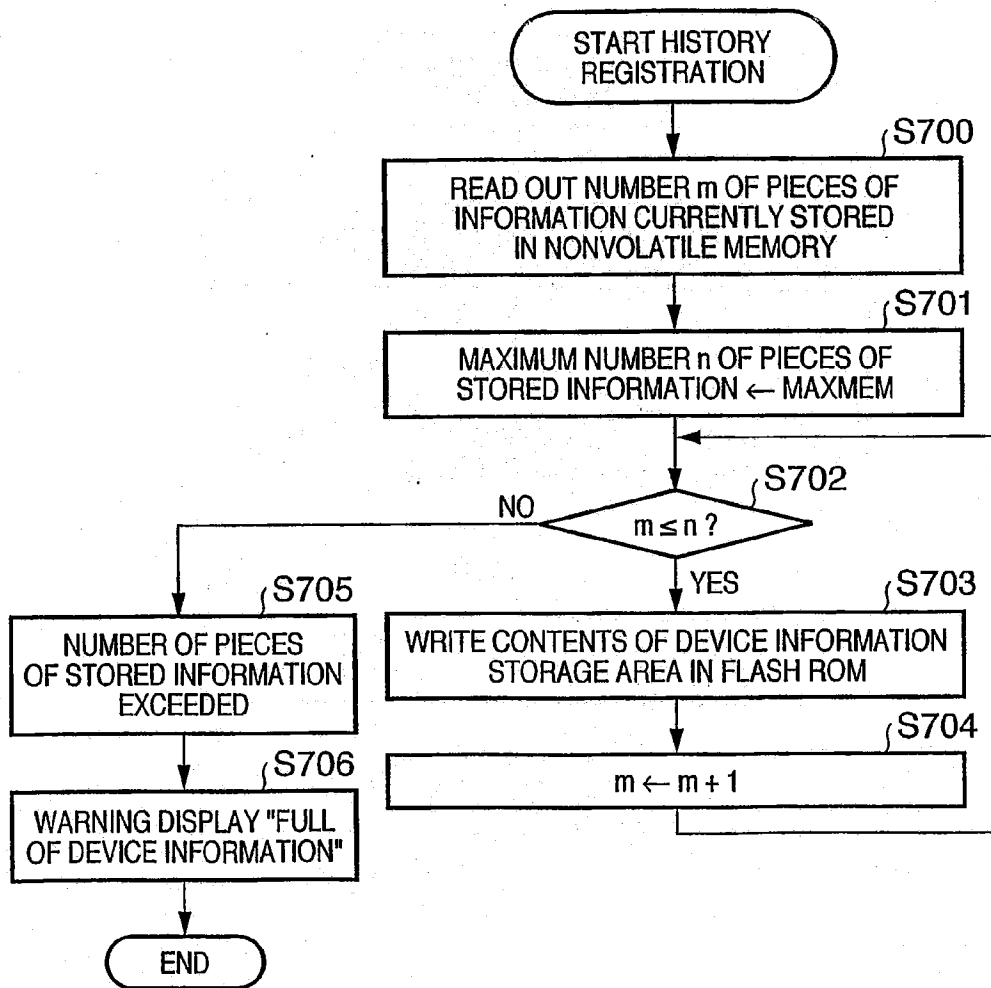 START HISTORY
REGISTRATION
S700
READ OUT NUMBER m OF PIECES OF
INFORMATION CURRENTLY STORED
IN NONVOLATILE MEMORY
S701
MAXIMUM NUMBER n OF PIECES OF
STORED INFORMATION ← MAXMEM
S702
m ≤ n ?
NO
YES
S703
WRITE CONTENTS OF DEVICE INFORMATION
STORAGE AREA IN FLASH ROM
S704
m ← m + 1
S705
NUMBER OF PIECES
OF STORED INFORMATION
EXCEEDED
S706
WARNING DISPLAY "FULL
OF DEVICE INFORMATION"
END